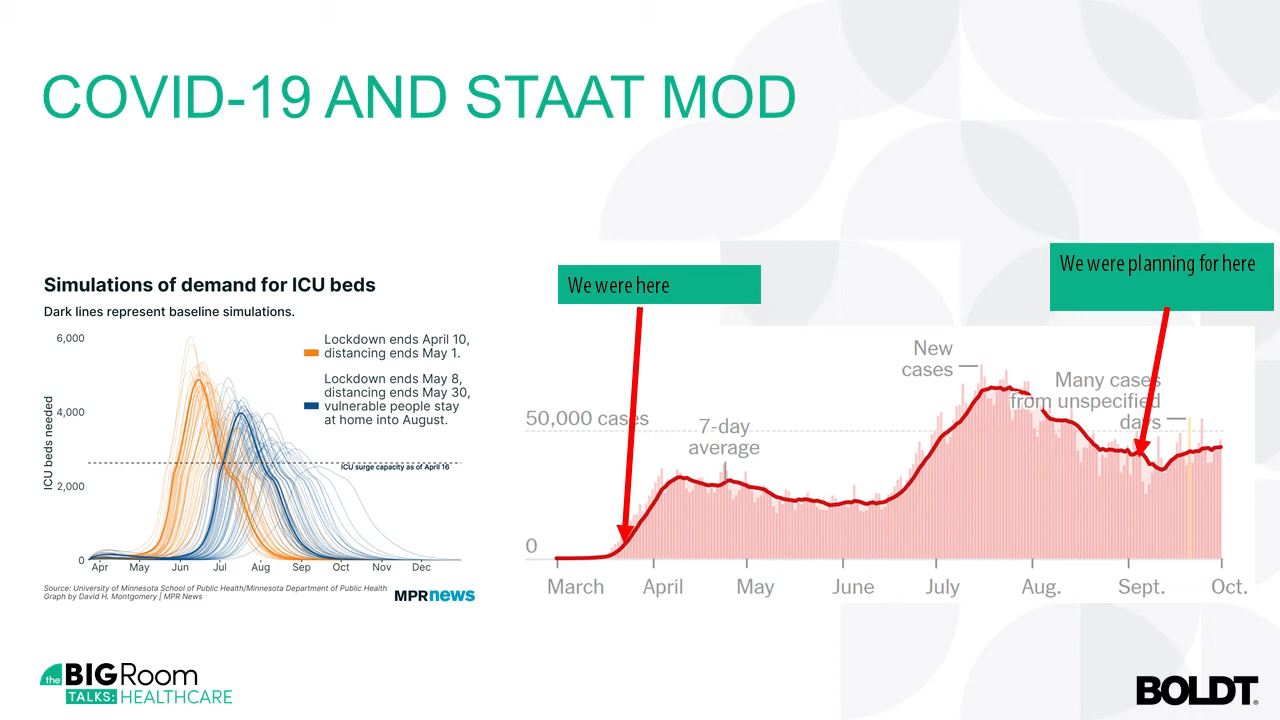 COVID-19 AND STAAT MOD
Simulations of demand for ICU beds
Dark lines represent baseline simulations.
6,000
4,000
2,000
0
ICU beds needed
Lockdown ends April 10,
distancing ends May 1.
Lockdown ends May 8,
distancing ends May 30,
vulnerable people stay
at home into August.
ICU surge capacity as of April 16
Apr May Jun Jul Aug Sep Oct Nov Dec
Source: University of Minnesota School of Public Health/Minnesota Department of Public Health
Graph by David H. Montgomery | MPR News
MPRnews
We were here
We were planning for here
New
cases
Many cases
from unspecified
days
50,000 cases
7-day
average
0
March April May June July Aug. Sept. Oct.
the BIG Room
TALKS: HEALTHCARE
BOLDT®